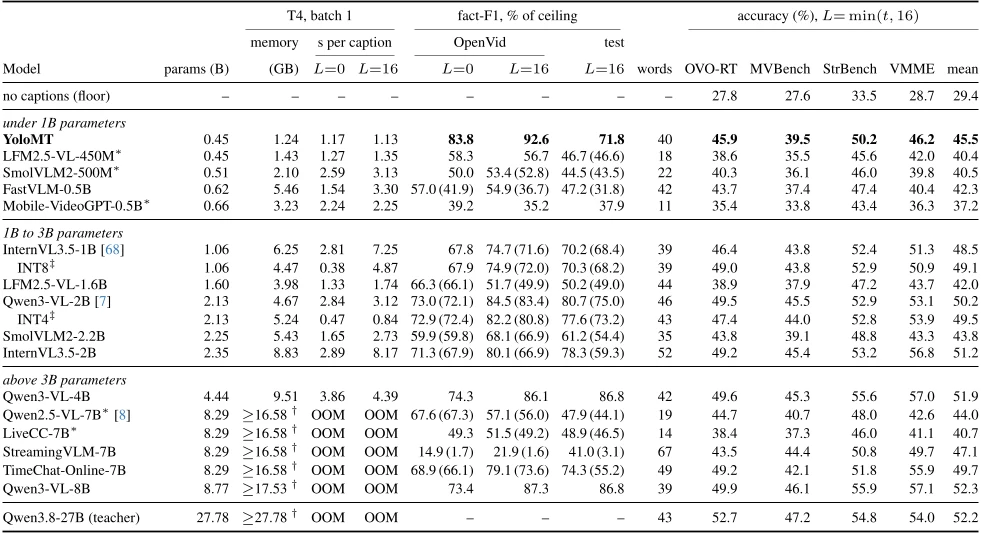 T4, batch 1 fact-F1, % of ceiling accuracy (%), L= min(t, 16)
memory s per caption OpenVid test
Model params (B) (GB) L=0 L=16 L=0 L=16 L=16 words OVO-RT MVBench StrBench VMME mean
no captions (floor) – – – – – – – – 27.8 27.6 33.5 28.7 29.4
under 1B parameters
YoloMT 0.45 1.24 1.17 1.13 83.8 92.6 71.8 40 45.9 39.5 50.2 46.2 45.5
LFM2.5-VL-450M* 0.45 1.43 1.27 1.35 58.3 56.7 46.7 (46.6) 18 38.6 35.5 45.6 42.0 40.4
SmolVLM2-500M* 0.51 2.10 2.59 3.13 50.0 53.4 (52.8) 44.5 (43.5) 22 40.3 36.1 46.0 39.8 40.5
FastVLM-0.5B 0.62 5.46 1.54 3.30 57.0 (41.9) 54.9 (36.7) 47.2 (31.8) 42 43.7 37.4 47.4 40.4 42.3
Mobile-VideoGPT-0.5B* 0.66 3.23 2.24 2.25 39.2 35.2 37.9 11 35.4 33.8 43.4 36.3 37.2
1B to 3B parameters
InternVL3.5-1B [68] 1.06 6.25 2.81 7.25 67.8 74.7 (71.6) 70.2 (68.4) 39 46.4 43.8 52.4 51.3 48.5
INT8‡ 1.06 4.47 0.38 4.87 67.9 74.9 (72.0) 70.3 (68.2) 39 49.0 43.8 52.9 50.9 49.1
LFM2.5-VL-1.6B 1.60 3.98 1.33 1.74 66.3 (66.1) 51.7 (49.9) 50.2 (49.0) 44 38.9 37.9 47.2 43.7 42.0
Qwen3-VL-2B [7] 2.13 4.67 2.84 3.12 73.0 (72.1) 84.5 (83.4) 80.7 (75.0) 46 49.5 45.5 52.9 53.1 50.2
INT4‡ 2.13 5.24 0.47 0.84 72.9 (72.4) 82.2 (80.8) 77.6 (73.2) 43 47.4 44.0 52.8 53.9 49.5
SmolVLM2-2.2B 2.25 5.43 1.65 2.73 59.9 (59.8) 68.1 (66.9) 61.2 (54.4) 35 43.8 39.1 48.8 43.3 43.8
InternVL3.5-2B 2.35 8.83 2.89 8.17 71.3 (67.9) 80.1 (66.9) 78.3 (59.3) 52 49.2 45.4 53.2 56.8 51.2
above 3B parameters
Qwen3-VL-4B 4.44 9.51 3.86 4.39 74.3 86.1 86.8 42 49.6 45.3 55.6 57.0 51.9
Qwen2.5-VL-7B* [8] 8.29 ≥16.58 † OOM OOM 67.6 (67.3) 57.1 (56.0) 47.9 (44.1) 19 44.7 40.7 48.0 42.6 44.0
LiveCC-7B* 8.29 ≥16.58 † OOM OOM 49.3 51.5 (49.2) 48.9 (46.5) 14 38.4 37.3 46.0 41.1 40.7
StreamingVLM-7B 8.29 ≥16.58 † OOM OOM 14.9 (1.7) 21.9 (1.6) 41.0 (3.1) 67 43.5 44.4 50.8 49.7 47.1
TimeChat-Online-7B 8.29 ≥16.58 † OOM OOM 68.9 (66.1) 79.1 (73.6) 74.3 (55.2) 49 49.2 42.1 51.8 55.9 49.7
Qwen3-VL-8B 8.77 ≥17.53 † OOM OOM 73.4 87.3 86.8 39 49.9 46.1 55.9 57.1 52.3
Qwen3.8-27B (teacher) 27.78 ≥27.78 † OOM OOM – – – 43 52.7 47.2 54.8 54.0 52.2